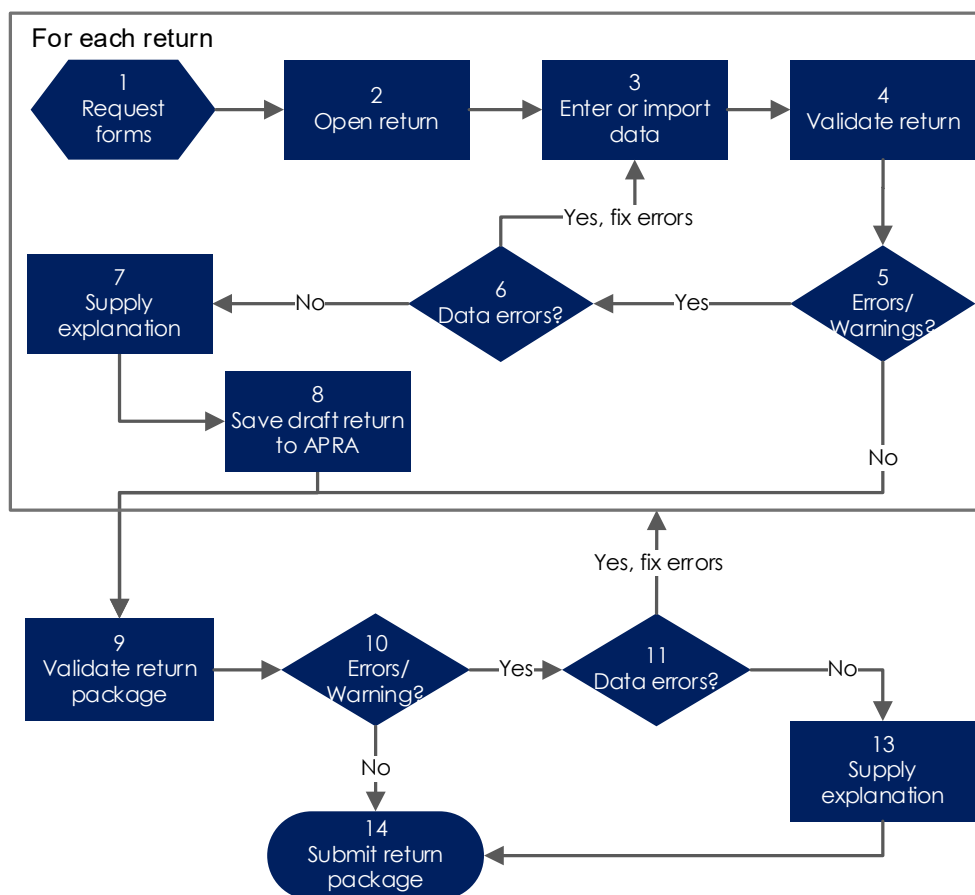 For each return
1
Request
forms
2
Open return
3
Enter or import
data
4
Validate return
Yes, fix errors
5
Errors/
Warnings?
Yes
6
Data errors?
No
7
Supply
explanation
8
Save draft return
to APRA
No
9
Validate return
package
10
Errors/
Warning?
Yes
11
Data errors?
Yes, fix errors
No
No
13
Supply
explanation
14
Submit return
package